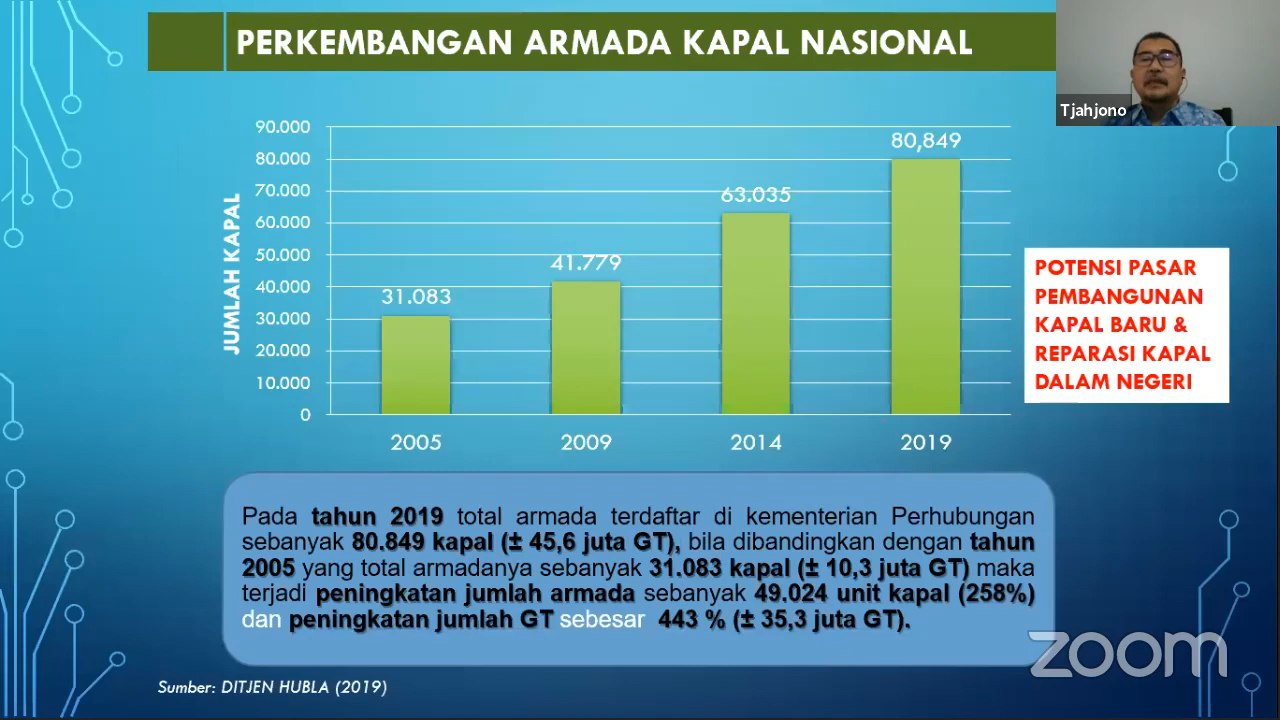 PERKEMBANGAN ARMADA KAPAL NASIONAL
Tjahjono
JUMLAH KAPAL
90.000
80.000
70.000
60.000
50.000
40.000
30.000
20.000
10.000
0
31.083
41.779
63.035
80,849
2005
2009
2014
2019
POTENSI PASAR
PEMBANGUNAN
KAPAL BARU &
REPARASI KAPAL
DALAM NEGERI
Pada tahun 2019 total armada terdaftar di kementerian Perhubungan
sebanyak 80.849 kapal (± 45,6 juta GT), bila dibandingkan dengan tahun
2005 yang total armadanya sebanyak 31.083 kapal (± 10,3 juta GT) maka
terjadi peningkatan jumlah armada sebanyak 49.024 unit kapal (258%)
dan peningkatan jumlah GT sebesar 443 % (± 35,3 juta GT).
zoom
Sumber: DITJEN HUBLA (2019)